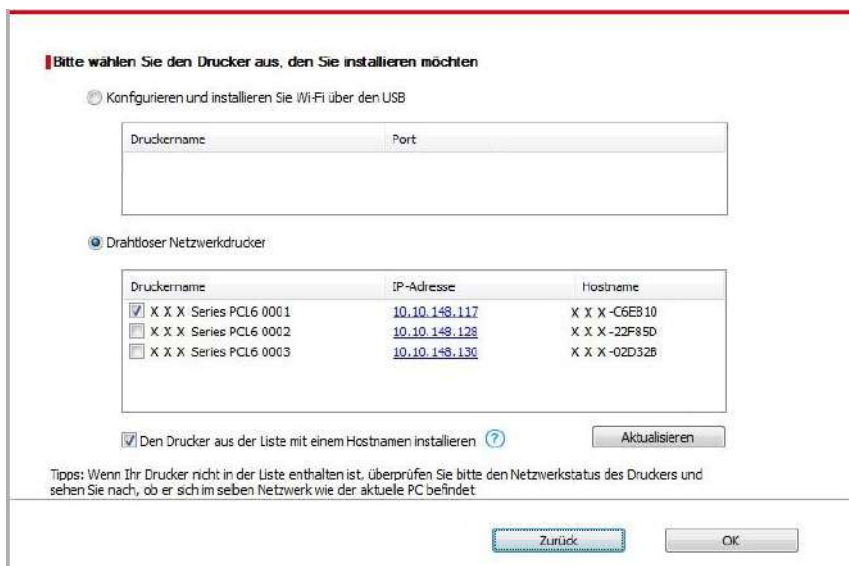 Bitte wählen Sie den Drucker aus, den Sie installieren möchten
Konfigurieren und installieren Sie Wi-Fi über den USB
Druckername Port
Drahtloser Netzwerkdrucker
Druckername IP-Adresse Hostname
X X X Series PCL6 0001 10.10.148.117 X X X -C6EB10
X X X Series PCL6 0002 10.10.148.128 X X X -22F85D
X X X Series PCL6 0003 10.10.148.130 X X X -02D32B
Den Drucker aus der Liste mit einem Hostnamen installieren ? Aktualisieren
Tipps: Wenn Ihr Drucker nicht in der Liste enthalten ist, überprüfen Sie bitte den Netzwerkstatus des Druckers und
sehen Sie nach, ob er sich im selben Netzwerk wie der aktuelle PC befindet
Zurück OK